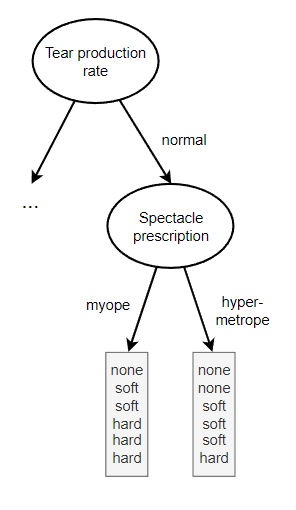 Tear production
rate
normal
...
Spectacle
prescription
myope
hyper-
metrope
none
soft
soft
hard
hard
hard
none
none
soft
soft
soft
hard